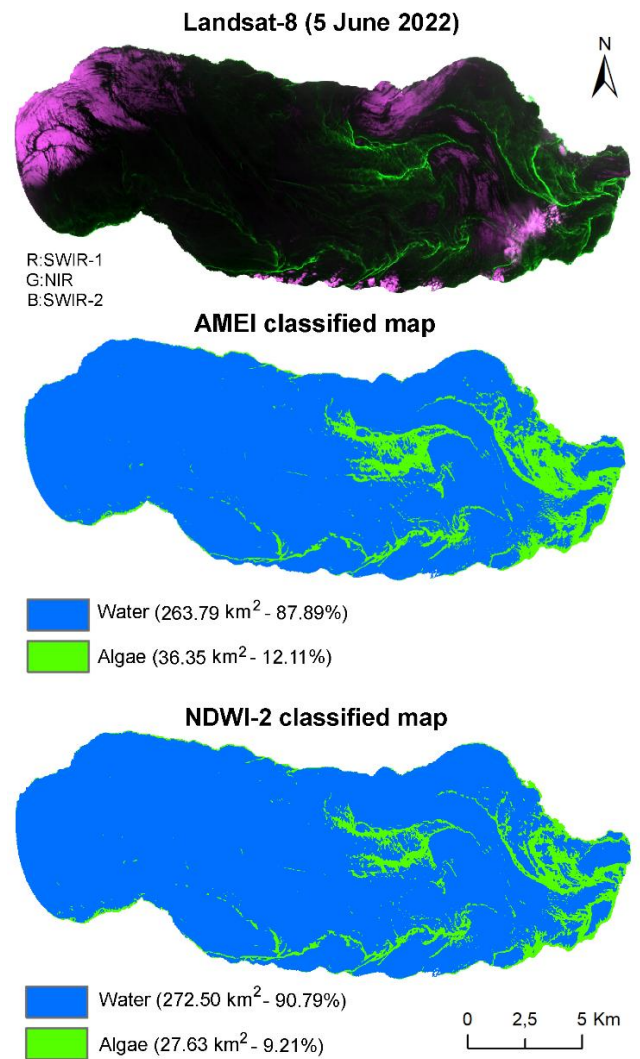 Landsat-8 (5 June 2022)
N
R:SWIR-1
G:NIR
B:SWIR-2
AMEI classified map
Water (263.79 km² - 87.89%)
Algae (36.35 km² - 12.11%)
NDWI-2 classified map
Water (272.50 km² - 90.79%)
Algae (27.63 km² - 9.21%)
0 2,5 5 Km